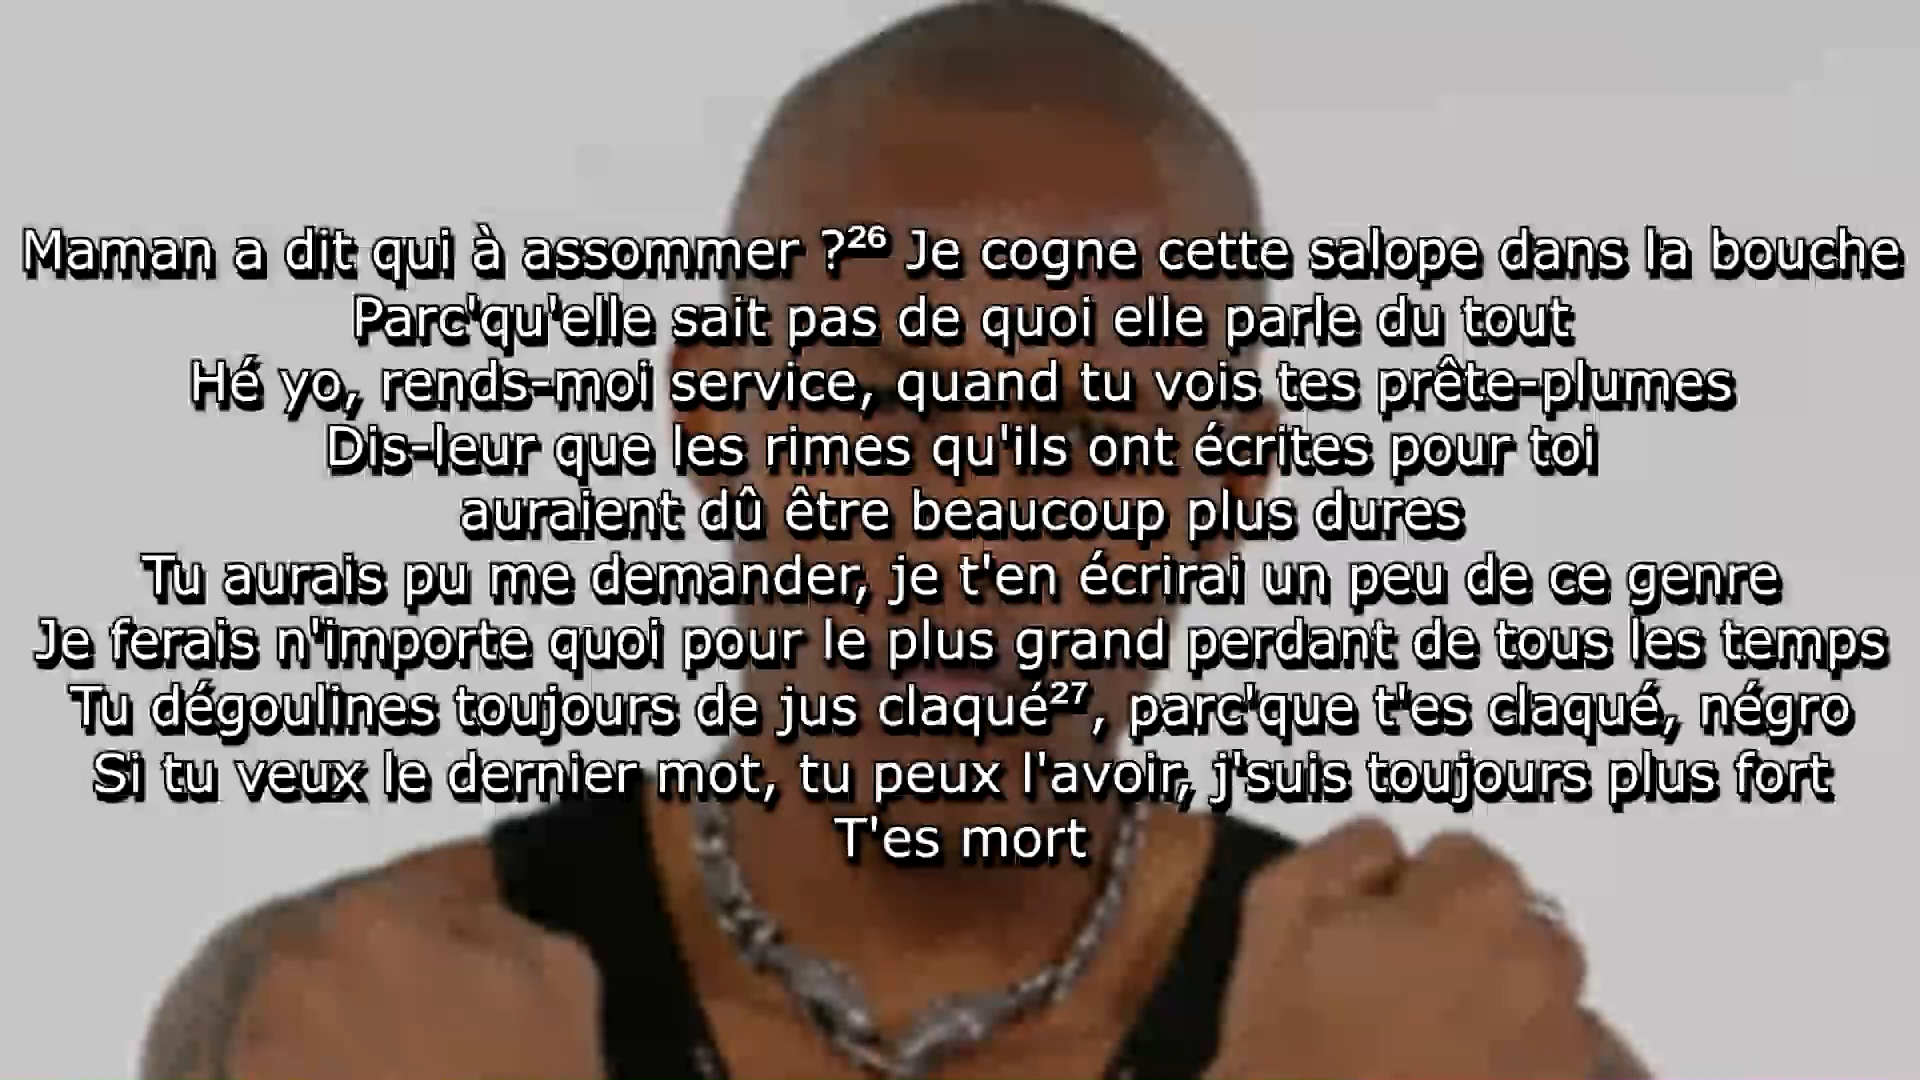 Maman a dit qui à assommer ?²⁶ Je cogne cette salope dans la bouche
Parc'qu'elle sait pas de quoi elle parle du tout
Hé yo, rends-moi service, quand tu vois tes prête-plumes
Dis-leur que les rimes qu'ils ont écrites pour toi
auraient dû être beaucoup plus dures
Tu aurais pu me demander, je t'en écrirai un peu de ce genre
Je ferais n'importe quoi pour le plus grand perdant de tous les temps
Tu dégoulines toujours de jus claqué²⁷, parc'que t'es claqué, négro
Si tu veux le dernier mot, tu peux l'avoir, j'suis toujours plus fort
T'es mort